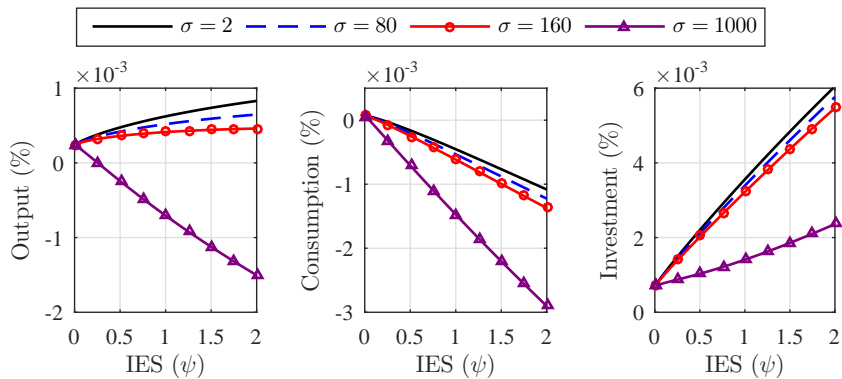 σ = 2 σ = 80 σ = 160 σ = 1000
×10⁻³
Output (%)
1
0
-1
-2
0 0.5 1 1.5 2
IES (ψ)
×10⁻³
Consumption (%)
0
-1
-2
-3
0 0.5 1 1.5 2
IES (ψ)
×10⁻³
Investment (%)
6
4
2
0
0 0.5 1 1.5 2
IES (ψ)